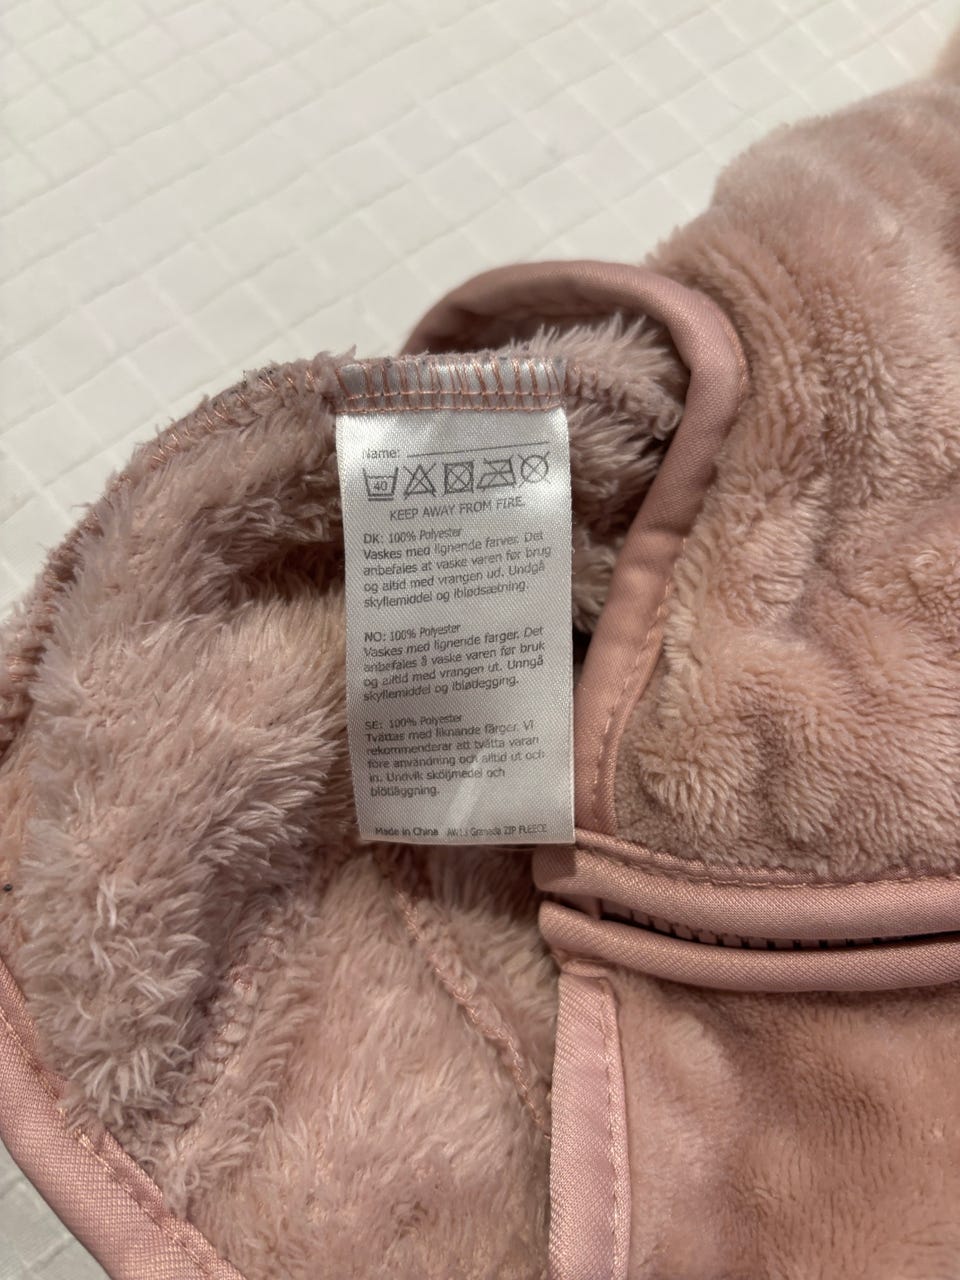 Name:
40
KEEP AWAY FROM FIRE.
DK: 100% Polyester
Vaskes med lignende farver. Det
anbefales at vaske varen før brug
og altid med vrangen ud. Undgå
skyllemiddel og iblødsætning.
NO: 100% Polyester
Vaskes med lignende farger. Det
anbefales å vaske varen før bruk
og altid med vrangen ut. Unngå
skyllemiddel og iblødlegging.
SE: 100% Polyester
Tvättas med liknande färger. Vi
rekommenderar att tvätta varan
före användning och alltid ut och
in. Undvik sköljmedel och
blötläggning.
Made in China AW13 Grenada ZIP FLEECE